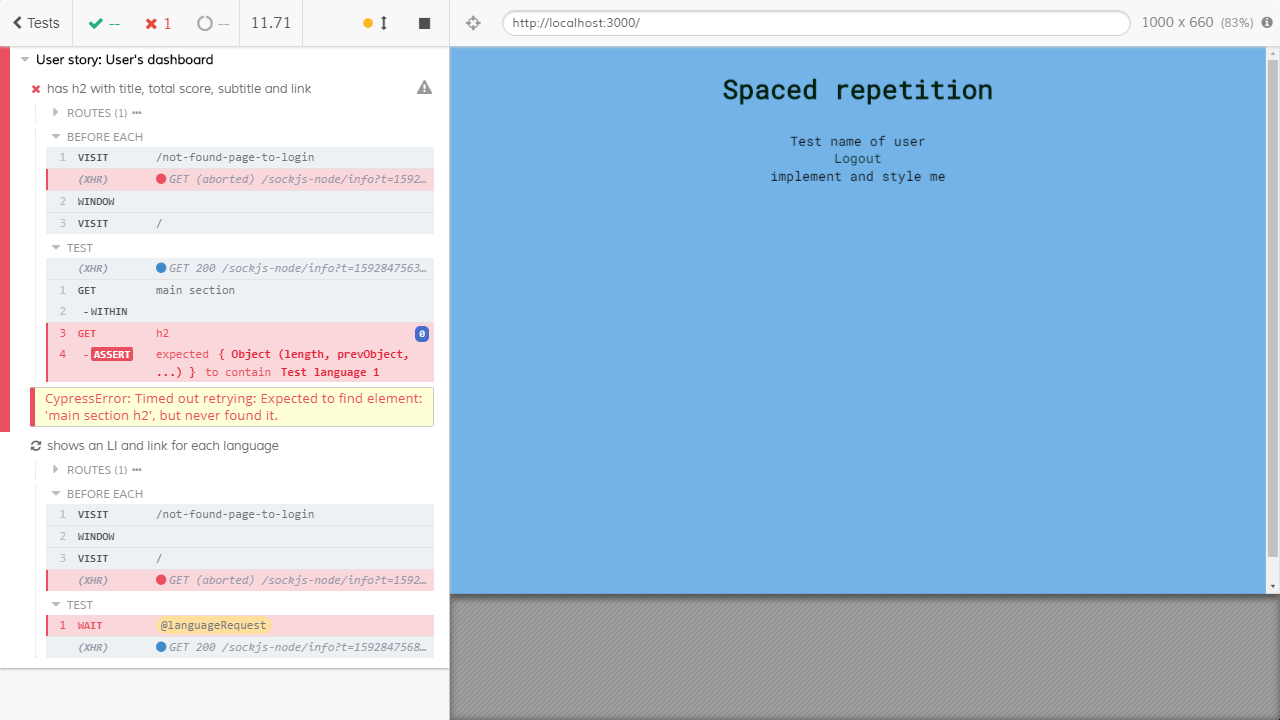 Tests
--
1
--
11.71
http://localhost:3000/
1000 x 660 (83%)
User story: User's dashboard
has h2 with title, total score, subtitle and link
ROUTES (1)
BEFORE EACH
1 VISIT /not-found-page-to-login
(XHR) GET (aborted) /sockjs-node/info?t=1592…
2 WINDOW
3 VISIT /
TEST
(XHR) GET 200 /sockjs-node/info?t=1592847563…
1 GET main section
2 -WITHIN
3 GET h2 0
4 -ASSERT expected { Object (length, prevObject,
...) } to contain Test language 1
CypressError: Timed out retrying: Expected to find element:
'main section h2', but never found it.
shows an LI and link for each language
ROUTES (1)
BEFORE EACH
1 VISIT /not-found-page-to-login
2 WINDOW
3 VISIT /
(XHR) GET (aborted) /sockjs-node/info?t=1592…
TEST
1 WAIT @languageRequest
(XHR) GET 200 /sockjs-node/info?t=1592847568…
Spaced repetition
Test name of user
Logout
implement and style me